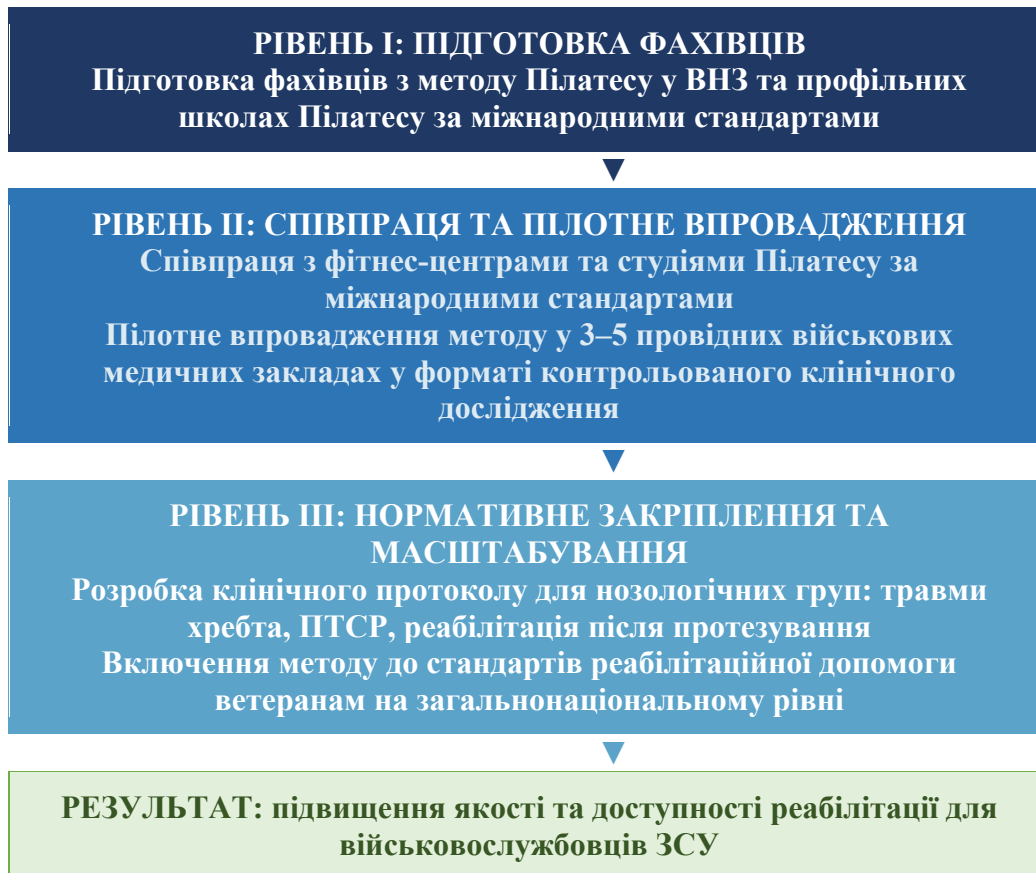 РІВЕНЬ І: ПІДГОТОВКА ФАХІВЦІВ
Підготовка фахівців з методу Пілатесу у ВНЗ та профільних
школах Пілатесу за міжнародними стандартами
РІВЕНЬ ІІ: СПІВПРАЦЯ ТА ПІЛОТНЕ ВПРОВАДЖЕННЯ
Співпраця з фітнес-центрами та студіями Пілатесу за
міжнародними стандартами
Пілотне впровадження методу у 3–5 провідних військових
медичних закладах у форматі контрольованого клінічного
дослідження
РІВЕНЬ ІІІ: НОРМАТИВНЕ ЗАКРІПЛЕННЯ ТА
МАСШТАБУВАННЯ
Розробка клінічного протоколу для нозологічних груп: травми
хребта, ПТСР, реабілітація після протезування
Включення методу до стандартів реабілітаційної допомоги
ветеранам на загальнонаціональному рівні
РЕЗУЛЬТАТ: підвищення якості та доступності реабілітації для
військовослужбовців ЗСУ